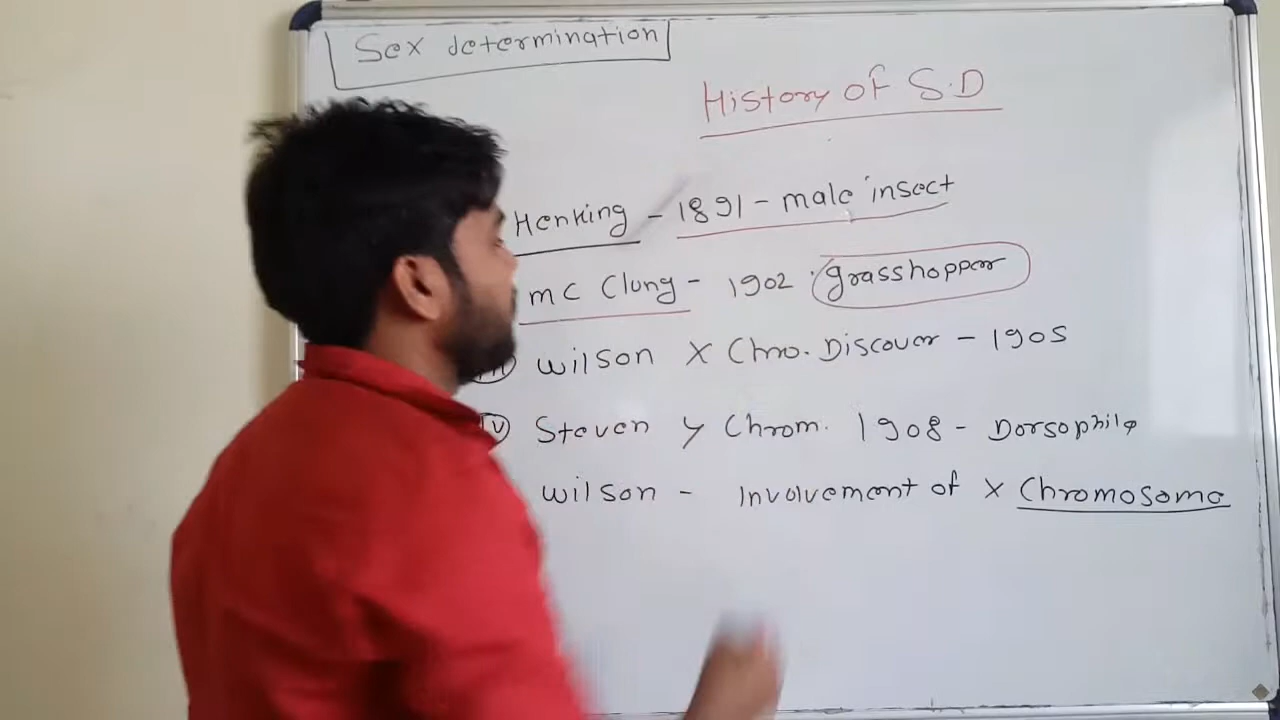 Sex determination
History of S.D
Henking - 1891 - male insect
mc Clung - 1902 grasshopper
Wilson X Chro. Discover - 1905
Steven Y Chrom. 1908 - Dorsophila
Wilson - Involvement of X Chromosome